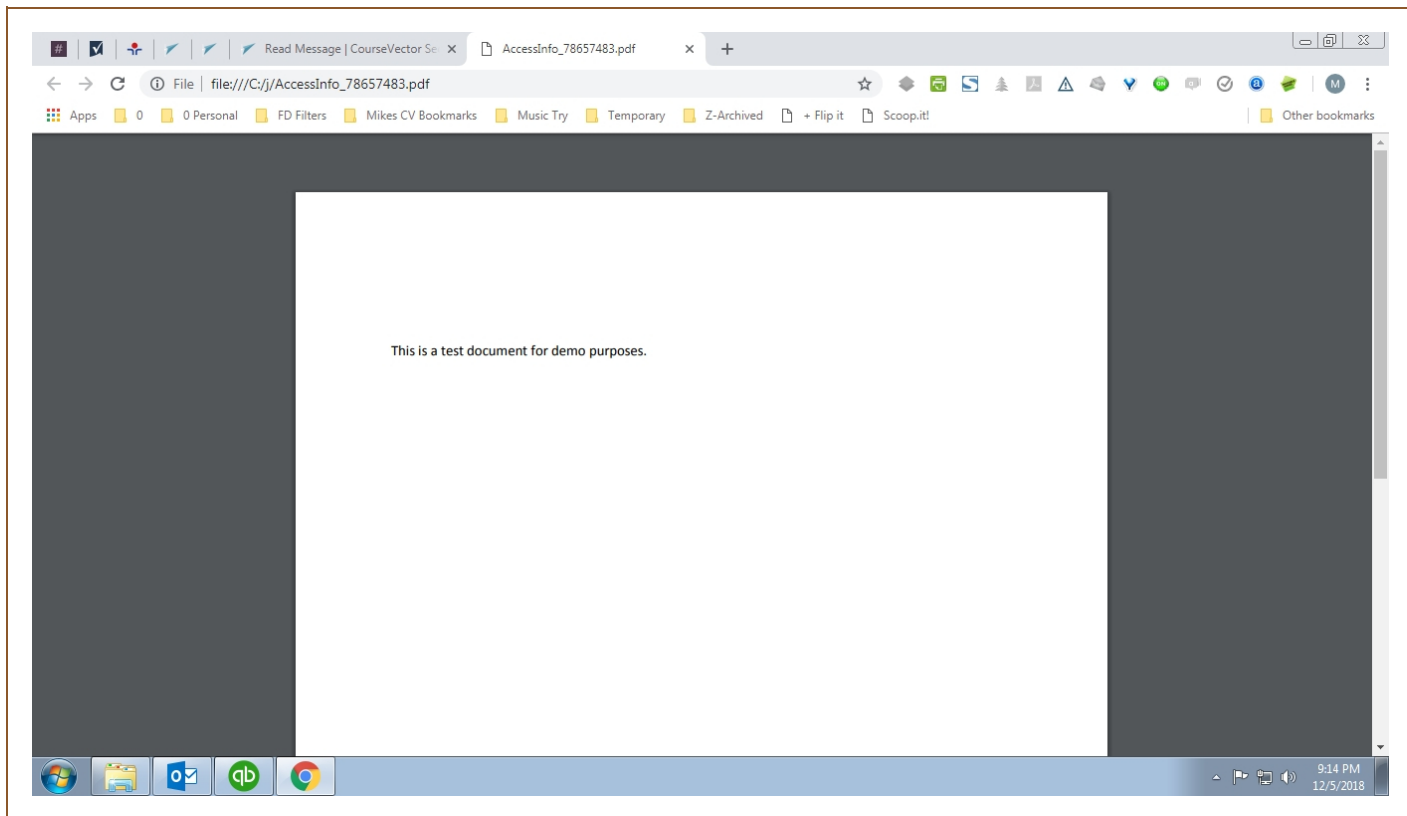 Read Message | CourseVector Se
AccessInfo_78657483.pdf
File | file:///C:/j/AccessInfo_78657483.pdf
Apps 0 0 Personal FD Filters Mikes CV Bookmarks Music Try Temporary Z-Archived + Flip it Scoop.it! Other bookmarks
This is a test document for demo purposes.
9:14 PM
12/5/2018